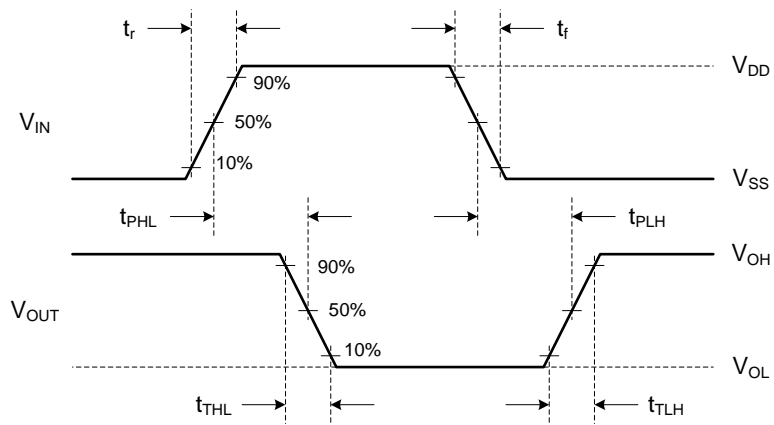 tr
tf
VDD
90%
VIN
50%
10%
VSS
tPHL
tPLH
VOH
90%
VOUT
50%
10%
VOL
tTHL
tTLH